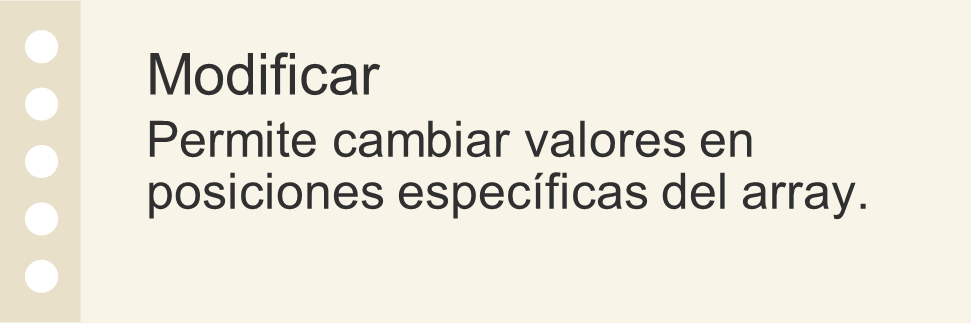 Modificar
Permite cambiar valores en
posiciones específicas del array.